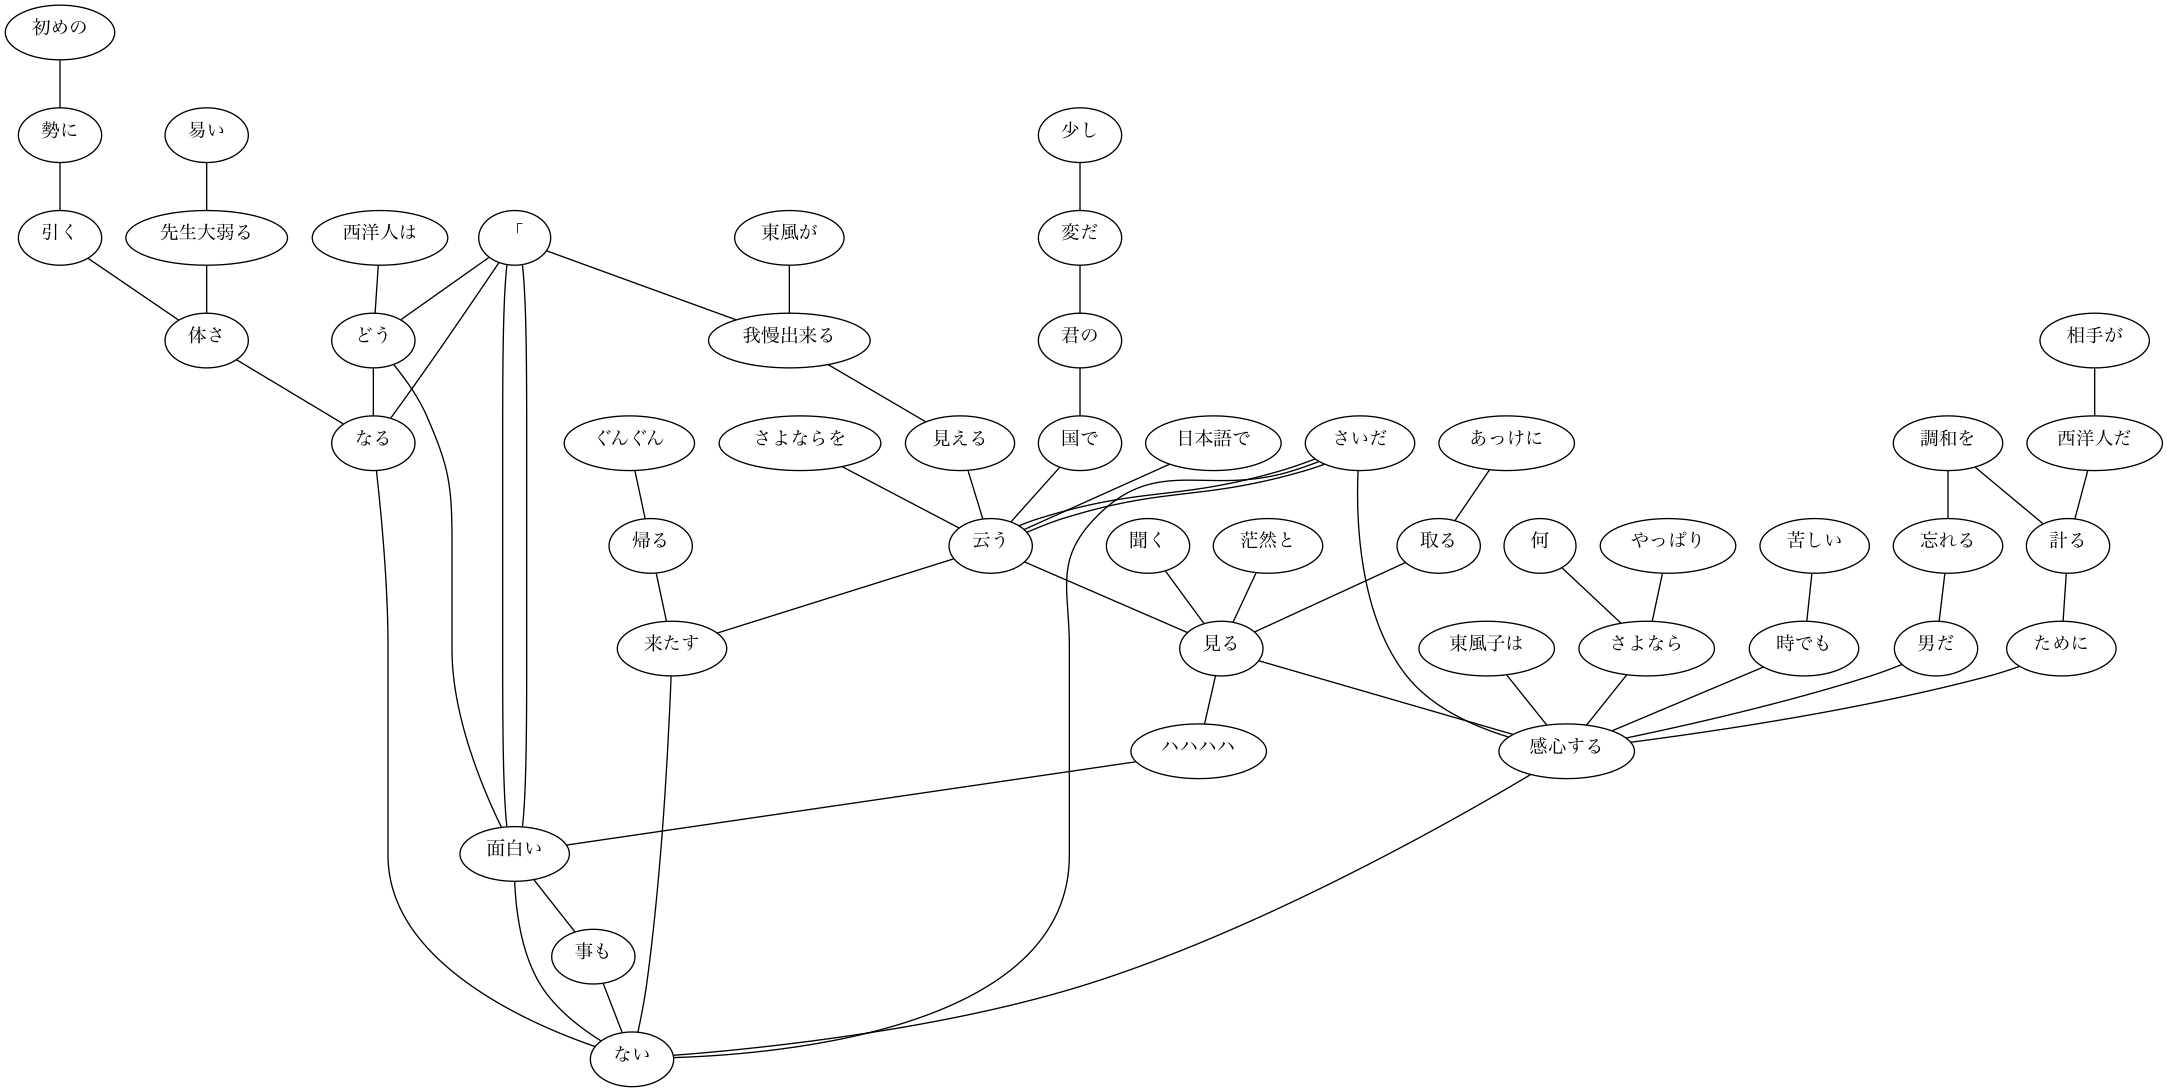 初めの
勢に
易い
少し
引く
先生大弱る
西洋人は
「
東風が
変だ
体さ
どう
我慢出来る
君の
相手が
なる
ぐんぐん
さよならを
見える
国で
日本語で
さいだ
あっけに
調和を
西洋人だ
帰る
云う
聞く
茫然と
取る
何
やっぱり
苦しい
忘れる
計る
来たす
見る
東風子は
さよなら
時でも
男だ
ために
ハハハハ
感心する
面白い
事も
ない